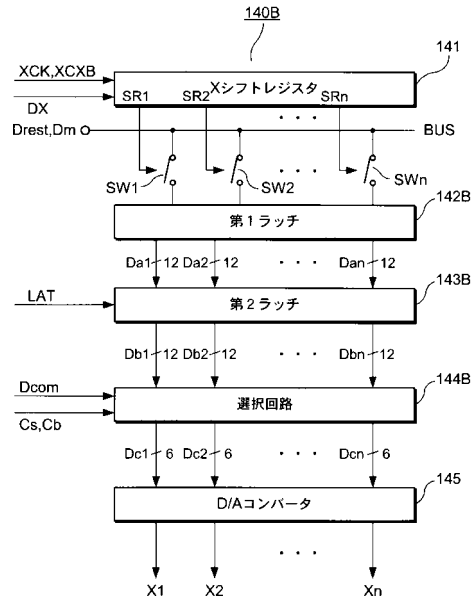 140B
141
XCK,XCXB
Xシフトレジスタ
SR1 SR2 SRn
DX
Drest,Dm
BUS
SW1 SW2 SWn
142B
第1ラッチ
Da1 12 Da2 12 Dan 12
143B
LAT
第2ラッチ
Db1 12 Db2 12 Dbn 12
144B
Dcom
選択回路
Cs,Cb
Dc1 6 Dc2 6 Dcn 6
145
D/Aコンバータ
X1 X2 Xn